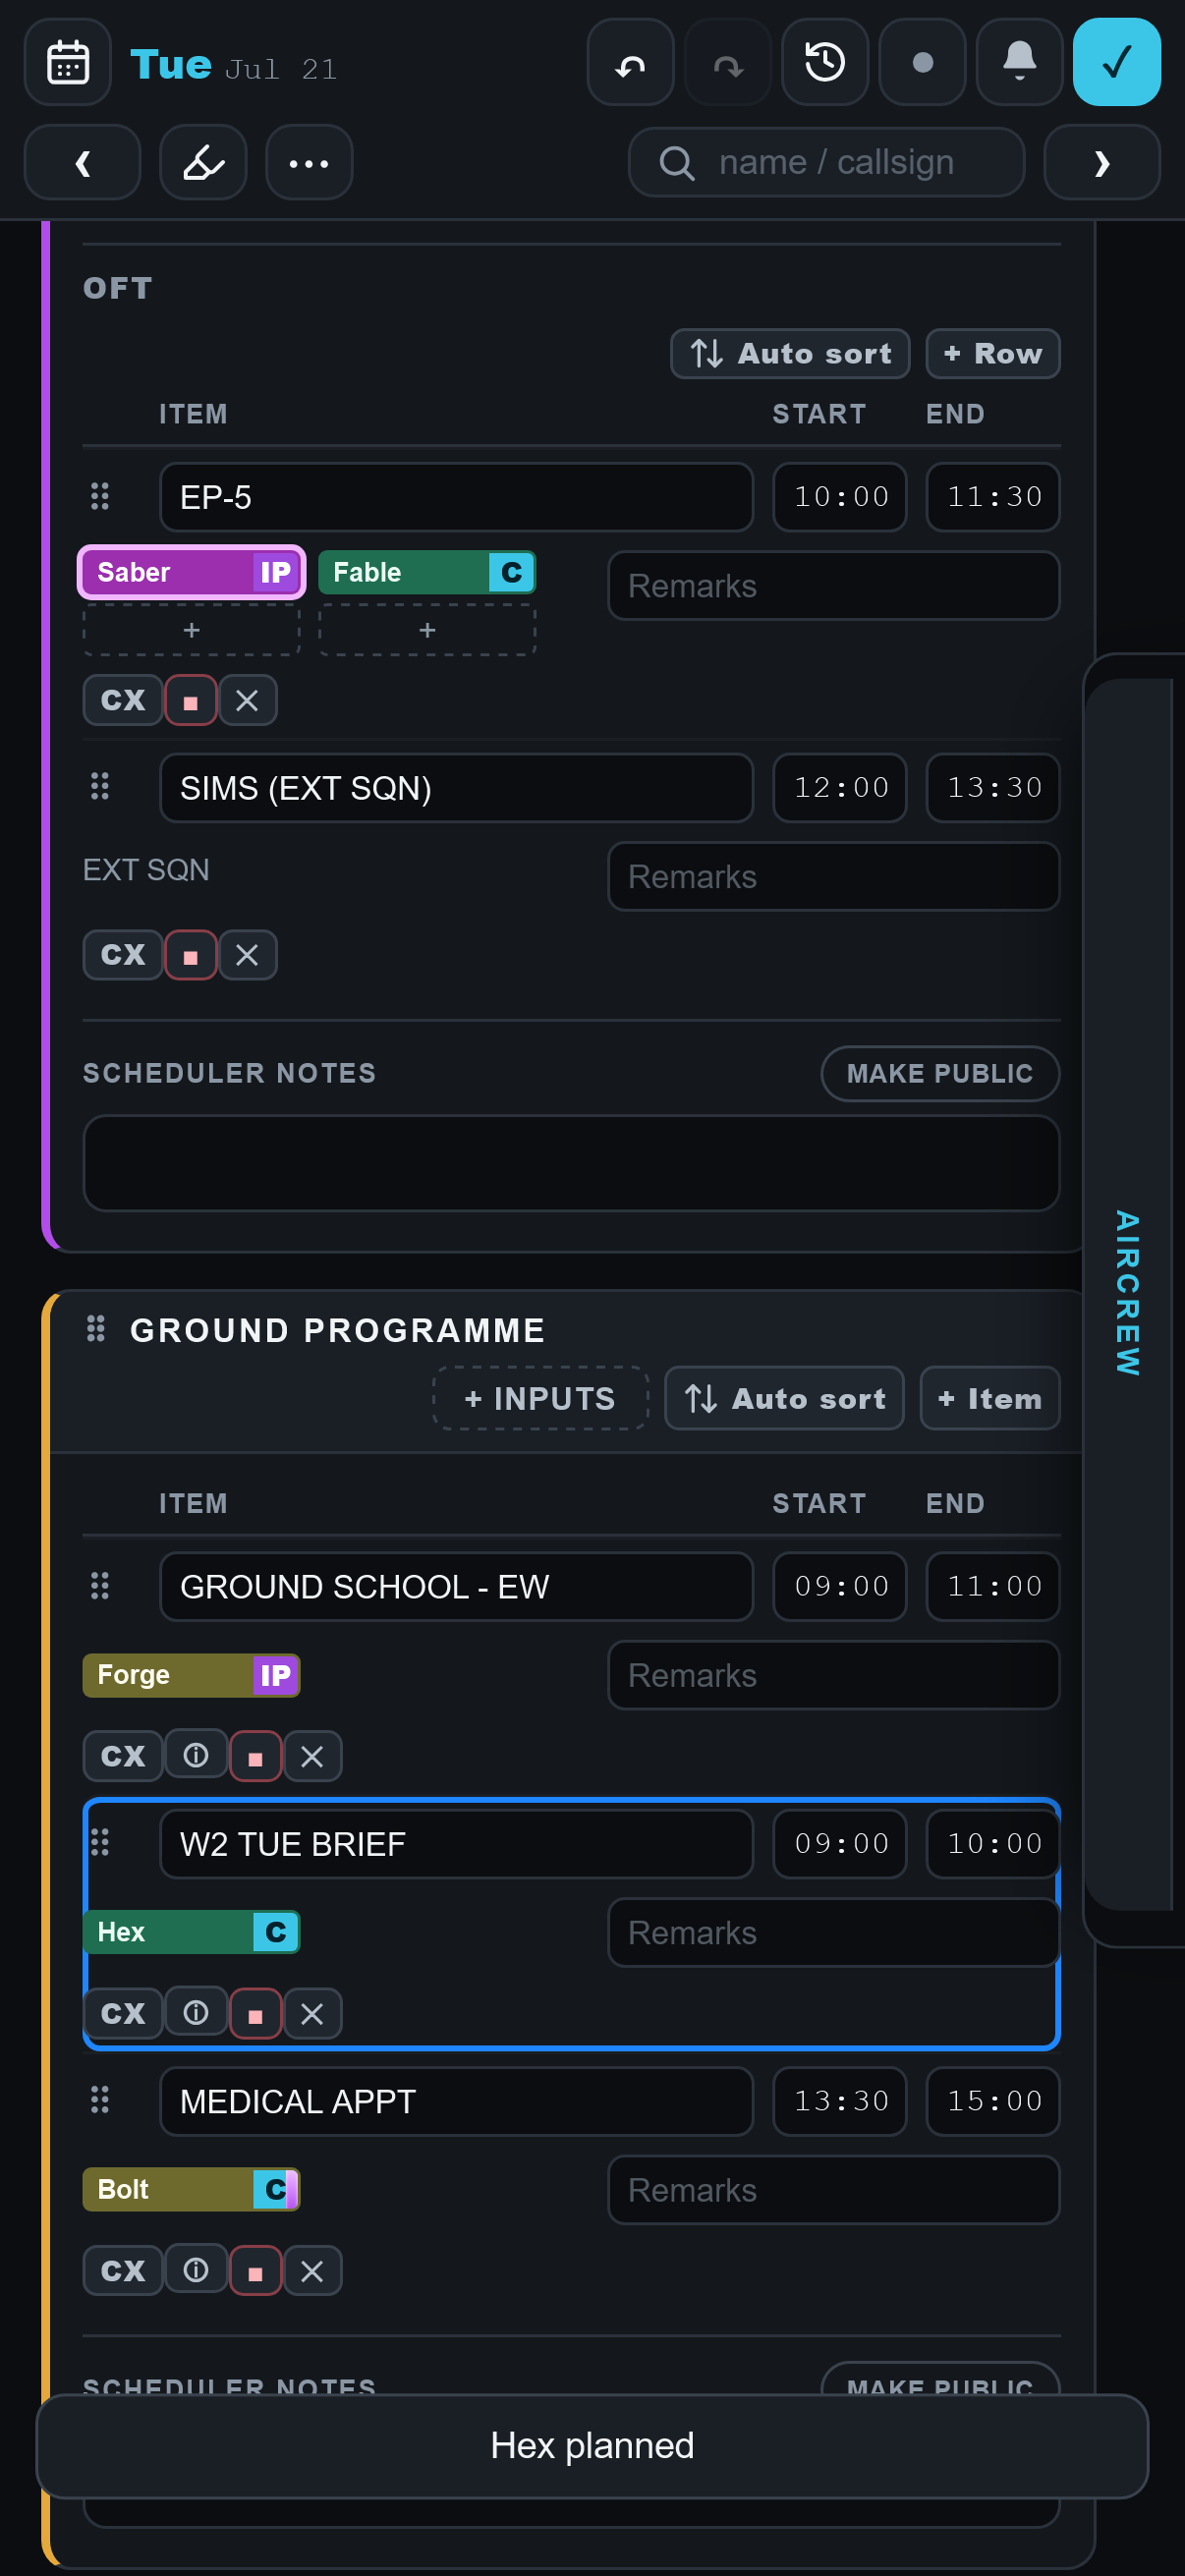 Tue Jul 21
name / callsign
OFT
Auto sort + Row
ITEM START END
EP-5 10:00 11:30
Saber IP Fable C Remarks
+ +
CX
SIMS (EXT SQN) 12:00 13:30
EXT SQN Remarks
CX
SCHEDULER NOTES MAKE PUBLIC
AIRCREW
GROUND PROGRAMME
+ INPUTS Auto sort + Item
ITEM START END
GROUND SCHOOL - EW 09:00 11:00
Forge IP Remarks
CX
W2 TUE BRIEF 09:00 10:00
Hex C Remarks
CX
MEDICAL APPT 13:30 15:00
Bolt C Remarks
CX
SCHEDULER NOTES MAKE PUBLIC
Hex planned